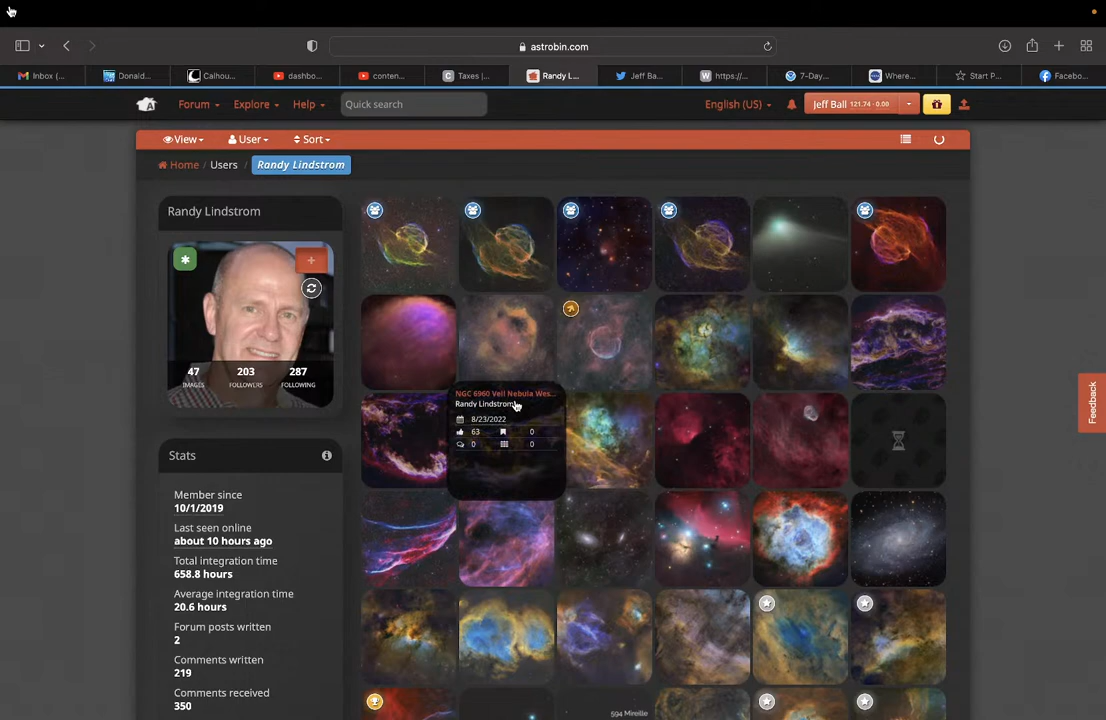 astrobin.com
Inbox (...
Donald...
Calhou...
dashbo...
conten...
Taxes |...
Randy L...
Jeff Ba...
https:/...
7-Day...
Where...
Start P...
Facebo...
Forum
Explore
Help
Quick search
English (US)
Jeff Ball 121.74 · 0.00
View
User
Sort
Home / Users / Randy Lindstrom
Randy Lindstrom
47 203 287
IMAGES FOLLOWERS FOLLOWING
NGC 6960 Veil Nebula Wes...
Randy Lindstrom
8/23/2022
63 0
0 0
Feedback
Stats
Member since
10/1/2019
Last seen online
about 10 hours ago
Total integration time
658.8 hours
Average integration time
20.6 hours
Forum posts written
2
Comments written
219
Comments received
350
594 Mireille